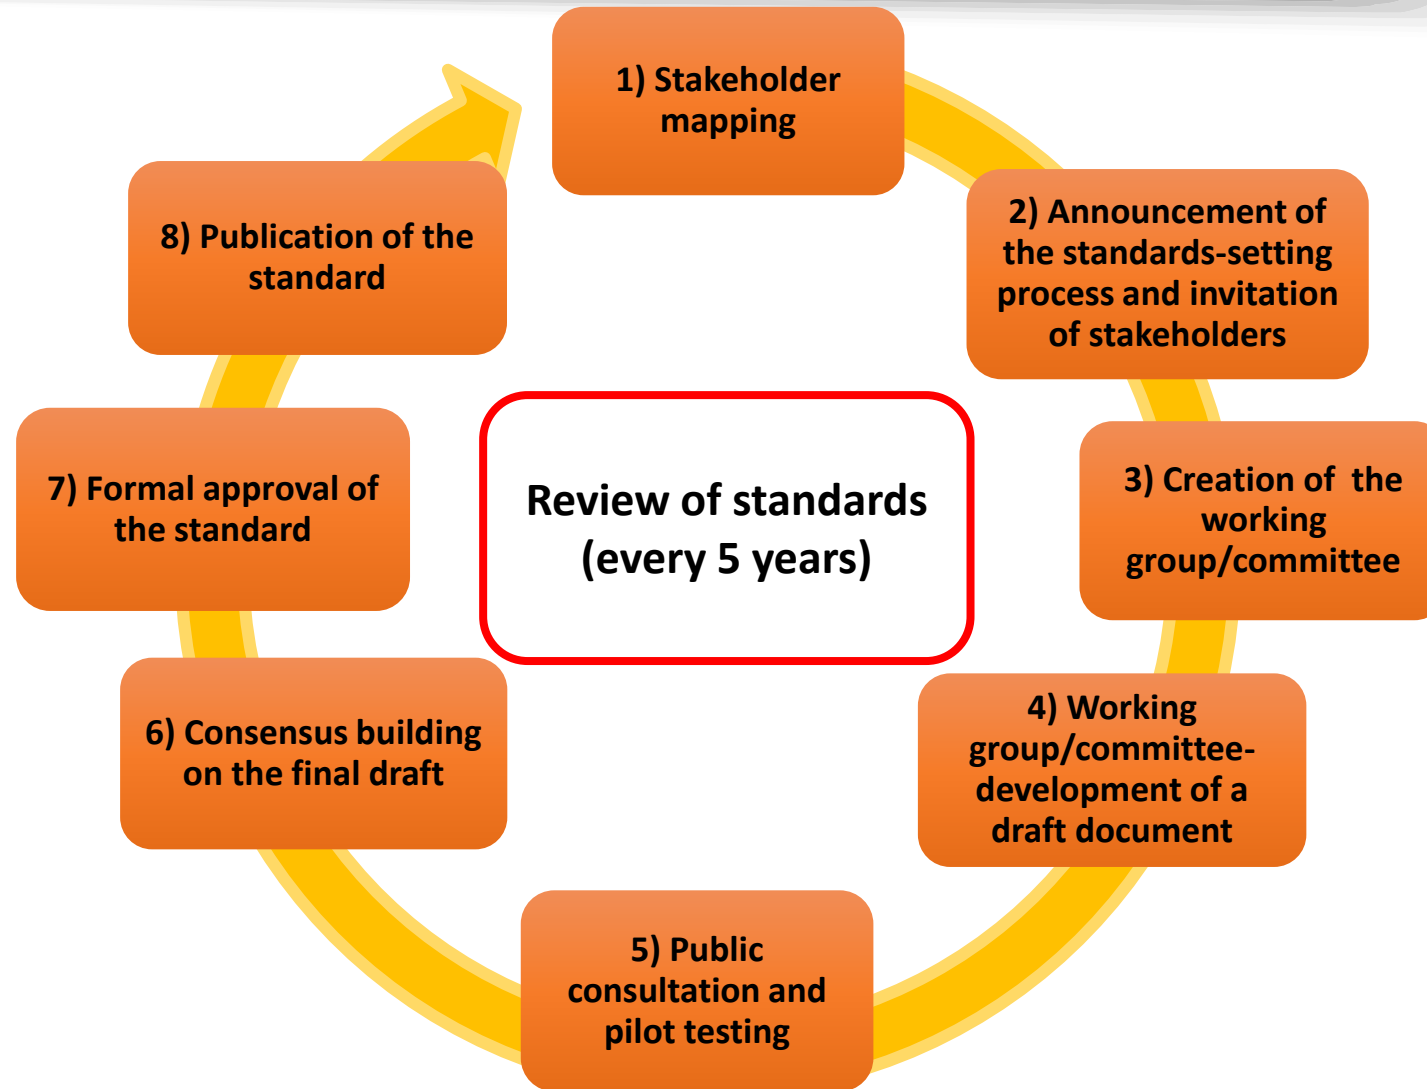 1) Stakeholder
mapping
2) Announcement of
the standards-setting
process and invitation
of stakeholders
3) Creation of the
working
group/committee
4) Working
group/committee-
development of a
draft document
5) Public
consultation and
pilot testing
6) Consensus building
on the final draft
7) Formal approval of
the standard
8) Publication of the
standard
Review of standards
(every 5 years)